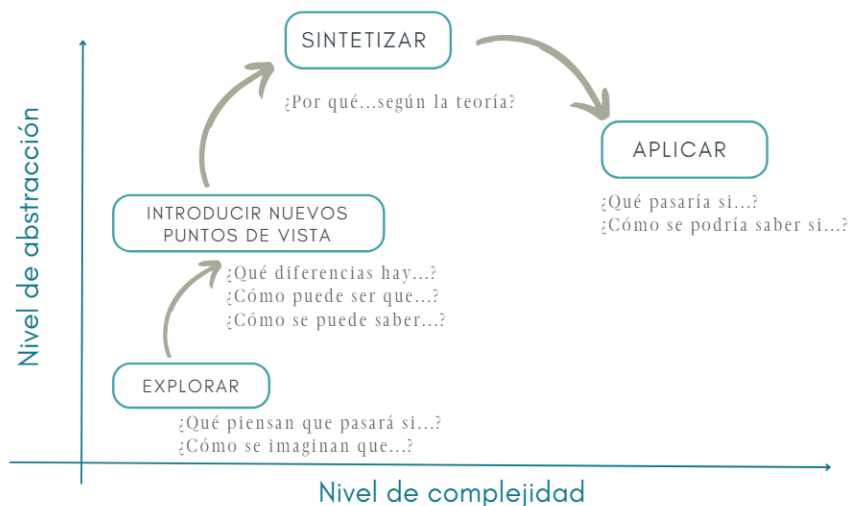 SINTETIZAR
¿Por qué...según la teoría?
APLICAR
¿Qué pasaría si...?
¿Cómo se podría saber si...?
INTRODUCIR NUEVOS
PUNTOS DE VISTA
¿Qué diferencias hay...?
¿Cómo puede ser que...?
¿Cómo se puede saber...?
EXPLORAR
¿Qué piensan que pasará si...?
¿Cómo se imaginan que...?
Nivel de abstracción
Nivel de complejidad